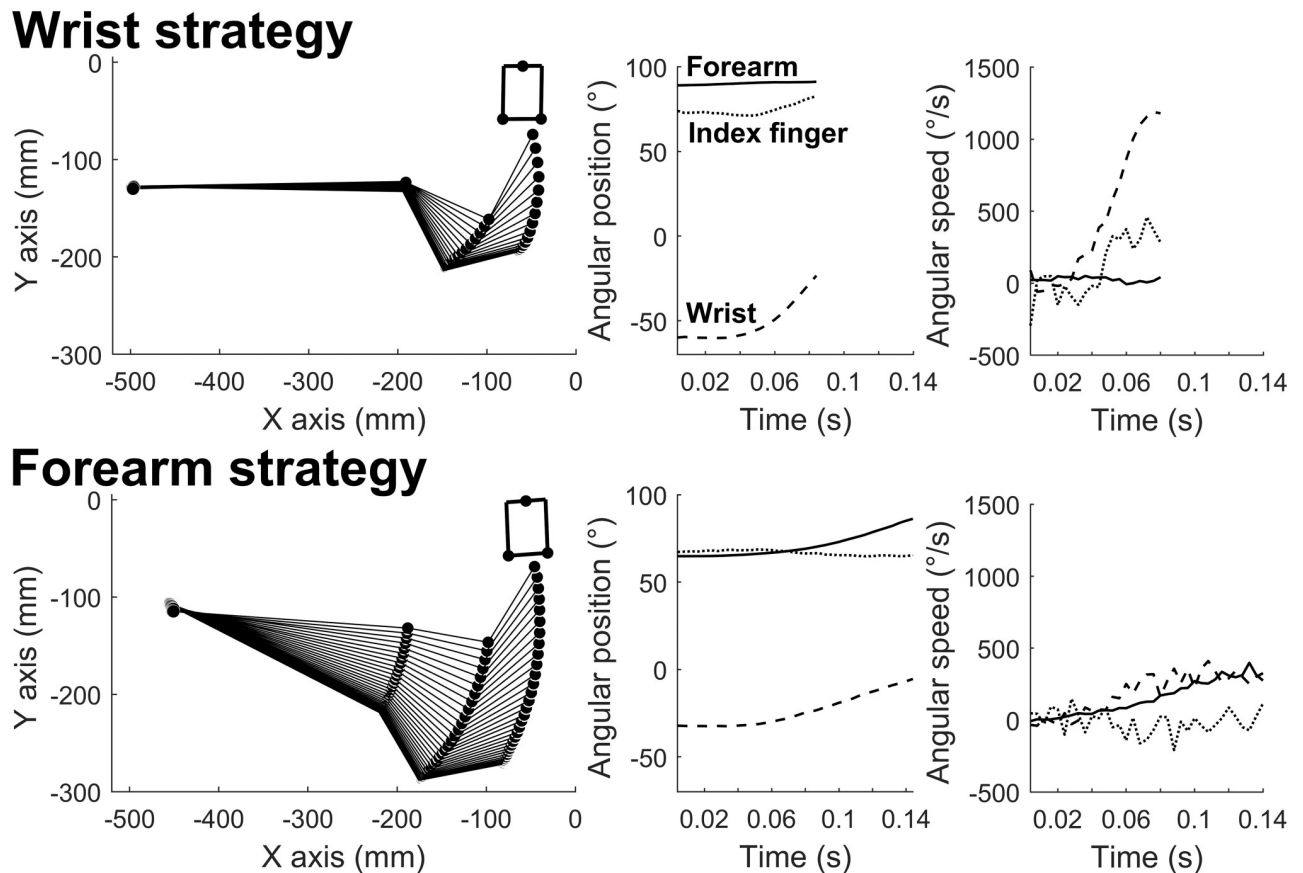 Wrist strategy
0
-100
-200
-300
Y axis (mm)
-500 -400 -300 -200 -100 0
X axis (mm)
100
50
0
-50
Angular position (°)
Forearm
Index finger
Wrist
0.02 0.06 0.1 0.14
Time (s)
1500
1000
500
0
-500
Angular speed (°/s)
0.02 0.06 0.1 0.14
Time (s)
Forearm strategy
0
-100
-200
-300
Y axis (mm)
-500 -400 -300 -200 -100 0
X axis (mm)
100
50
0
-50
Angular position (°)
0.02 0.06 0.1 0.14
Time (s)
1500
1000
500
0
-500
Angular speed (°/s)
0.02 0.06 0.1 0.14
Time (s)